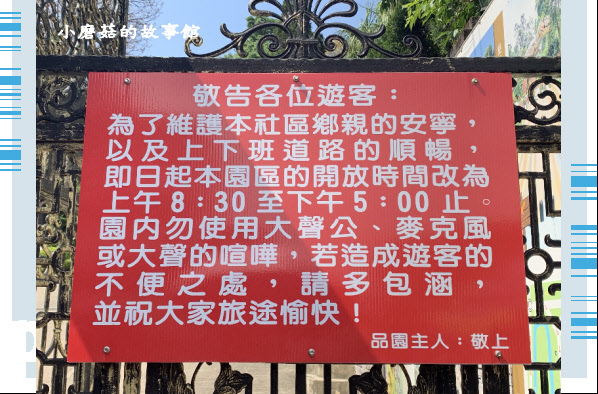 小磨菇的故事館
敬告各位遊客：
為了維護本社區鄉親的安寧，
以及上下班道路的順暢，
即日起本園區的開放時間改為
上午8：30至下午5：00止。
園內勿使用大聲公、麥克風
或大聲的喧嘩，若造成遊客的
不便之處，請多包涵，
並祝大家旅途愉快！
品園主人：敬上